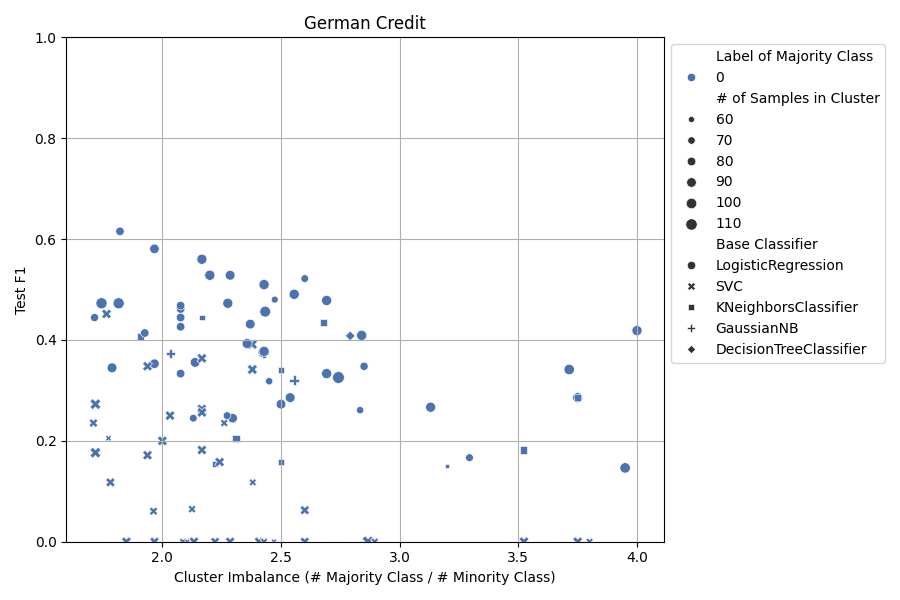 German Credit
Test F1
1.0
0.8
0.6
0.4
0.2
0.0
2.0
2.5
3.0
3.5
4.0
Cluster Imbalance (# Majority Class / # Minority Class)
Label of Majority Class
0
# of Samples in Cluster
60
70
80
90
100
110
Base Classifier
LogisticRegression
SVC
KNeighborsClassifier
GaussianNB
DecisionTreeClassifier